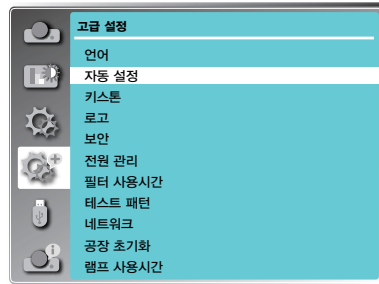 고급 설정
언어
자동 설정
키스톤
로고
보안
전원 관리
필터 사용시간
테스트 패턴
네트워크
공장 초기화
램프 사용시간